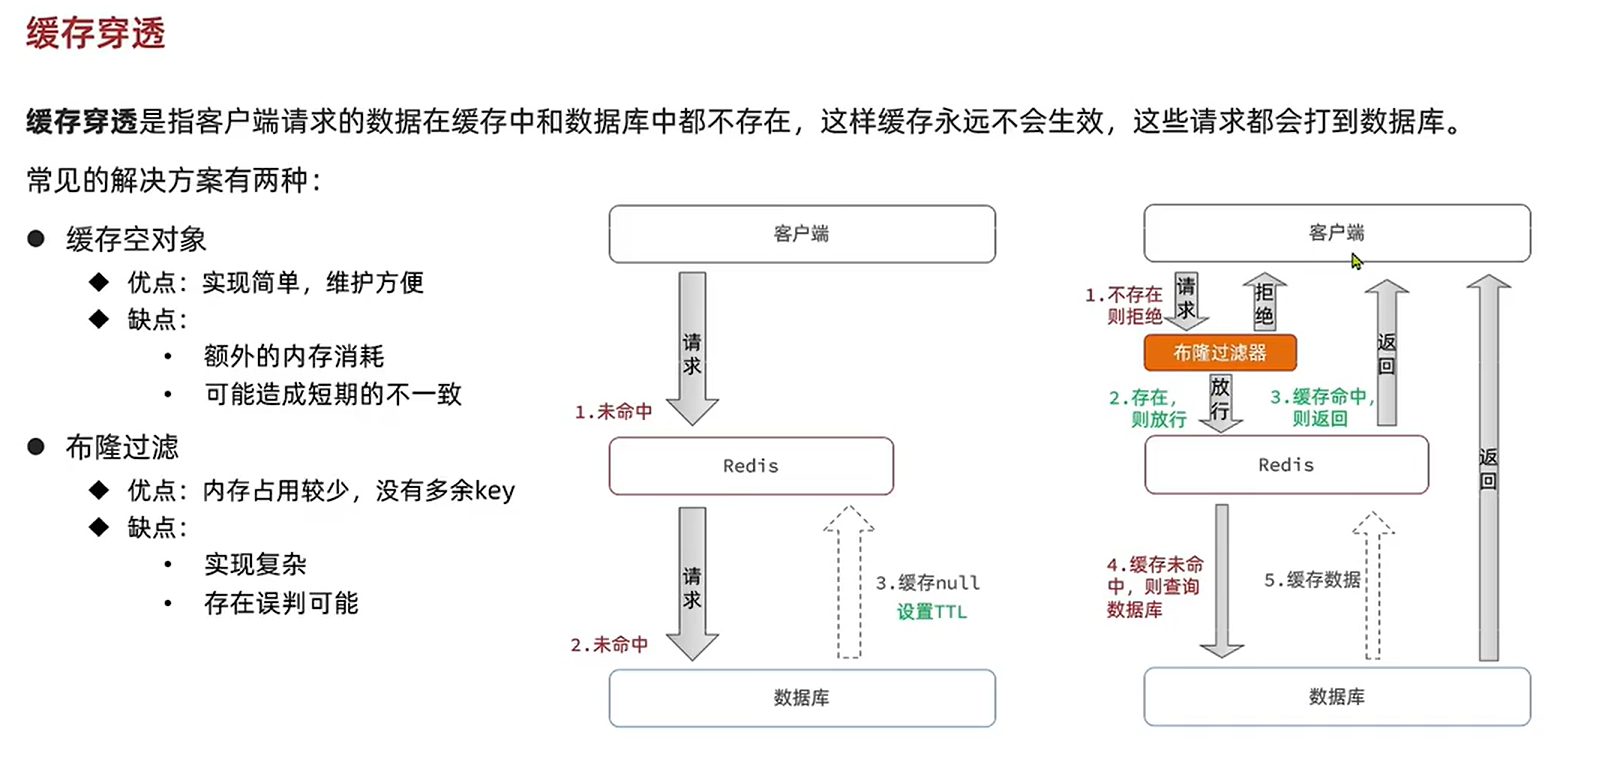 缓存穿透
缓存穿透是指客户端请求的数据在缓存中和数据库中都不存在，这样缓存永远不会生效，这些请求都会打到数据库。
常见的解决方案有两种：
缓存空对象
优点：实现简单，维护方便
缺点：
额外的内存消耗
可能造成短期的不一致
布隆过滤
优点：内存占用较少，没有多余key
缺点：
实现复杂
存在误判可能
客户端
请
求
1.未命中
Redis
请
求
2.未命中
3.缓存null
设置TTL
数据库
客户端
1.不存在
则拒绝
请
求
拒
绝
布隆过滤器
2.存在，
则放行
放
行
3.缓存命中，
则返回
返
回
Redis
返
回
4.缓存未命
中，则查询
数据库
5.缓存数据
数据库